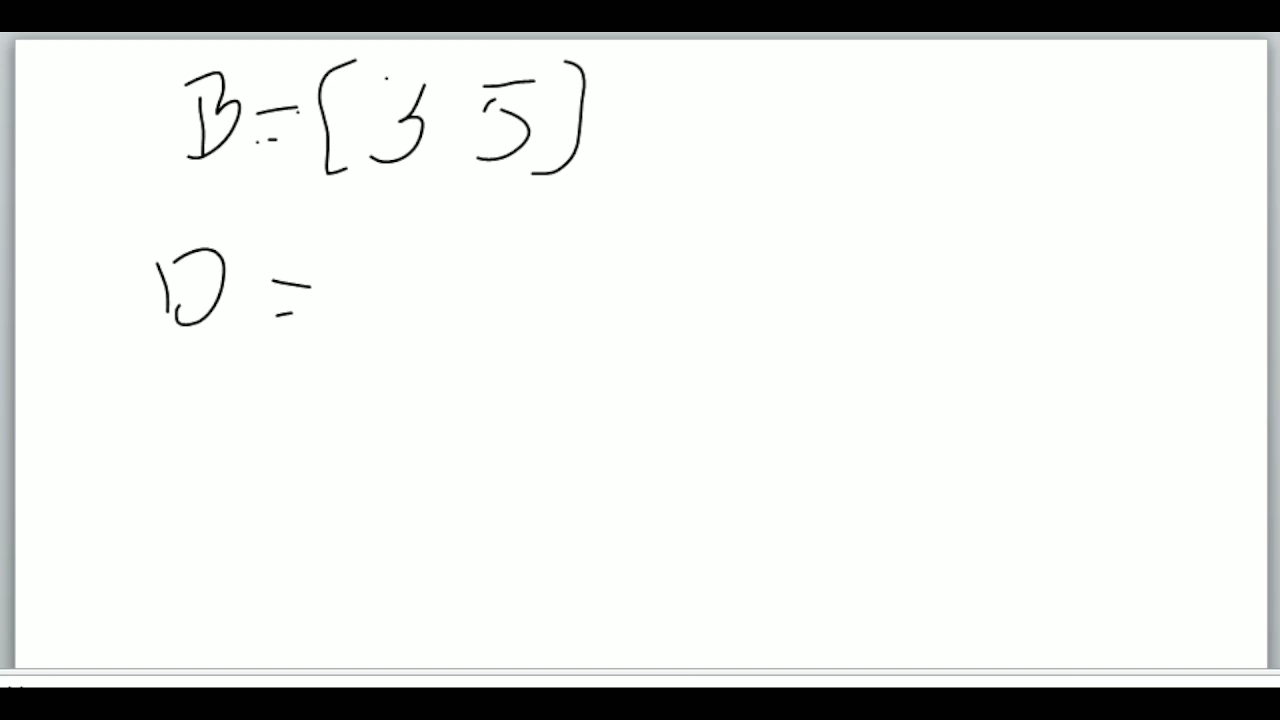 B = [3 5]
D =